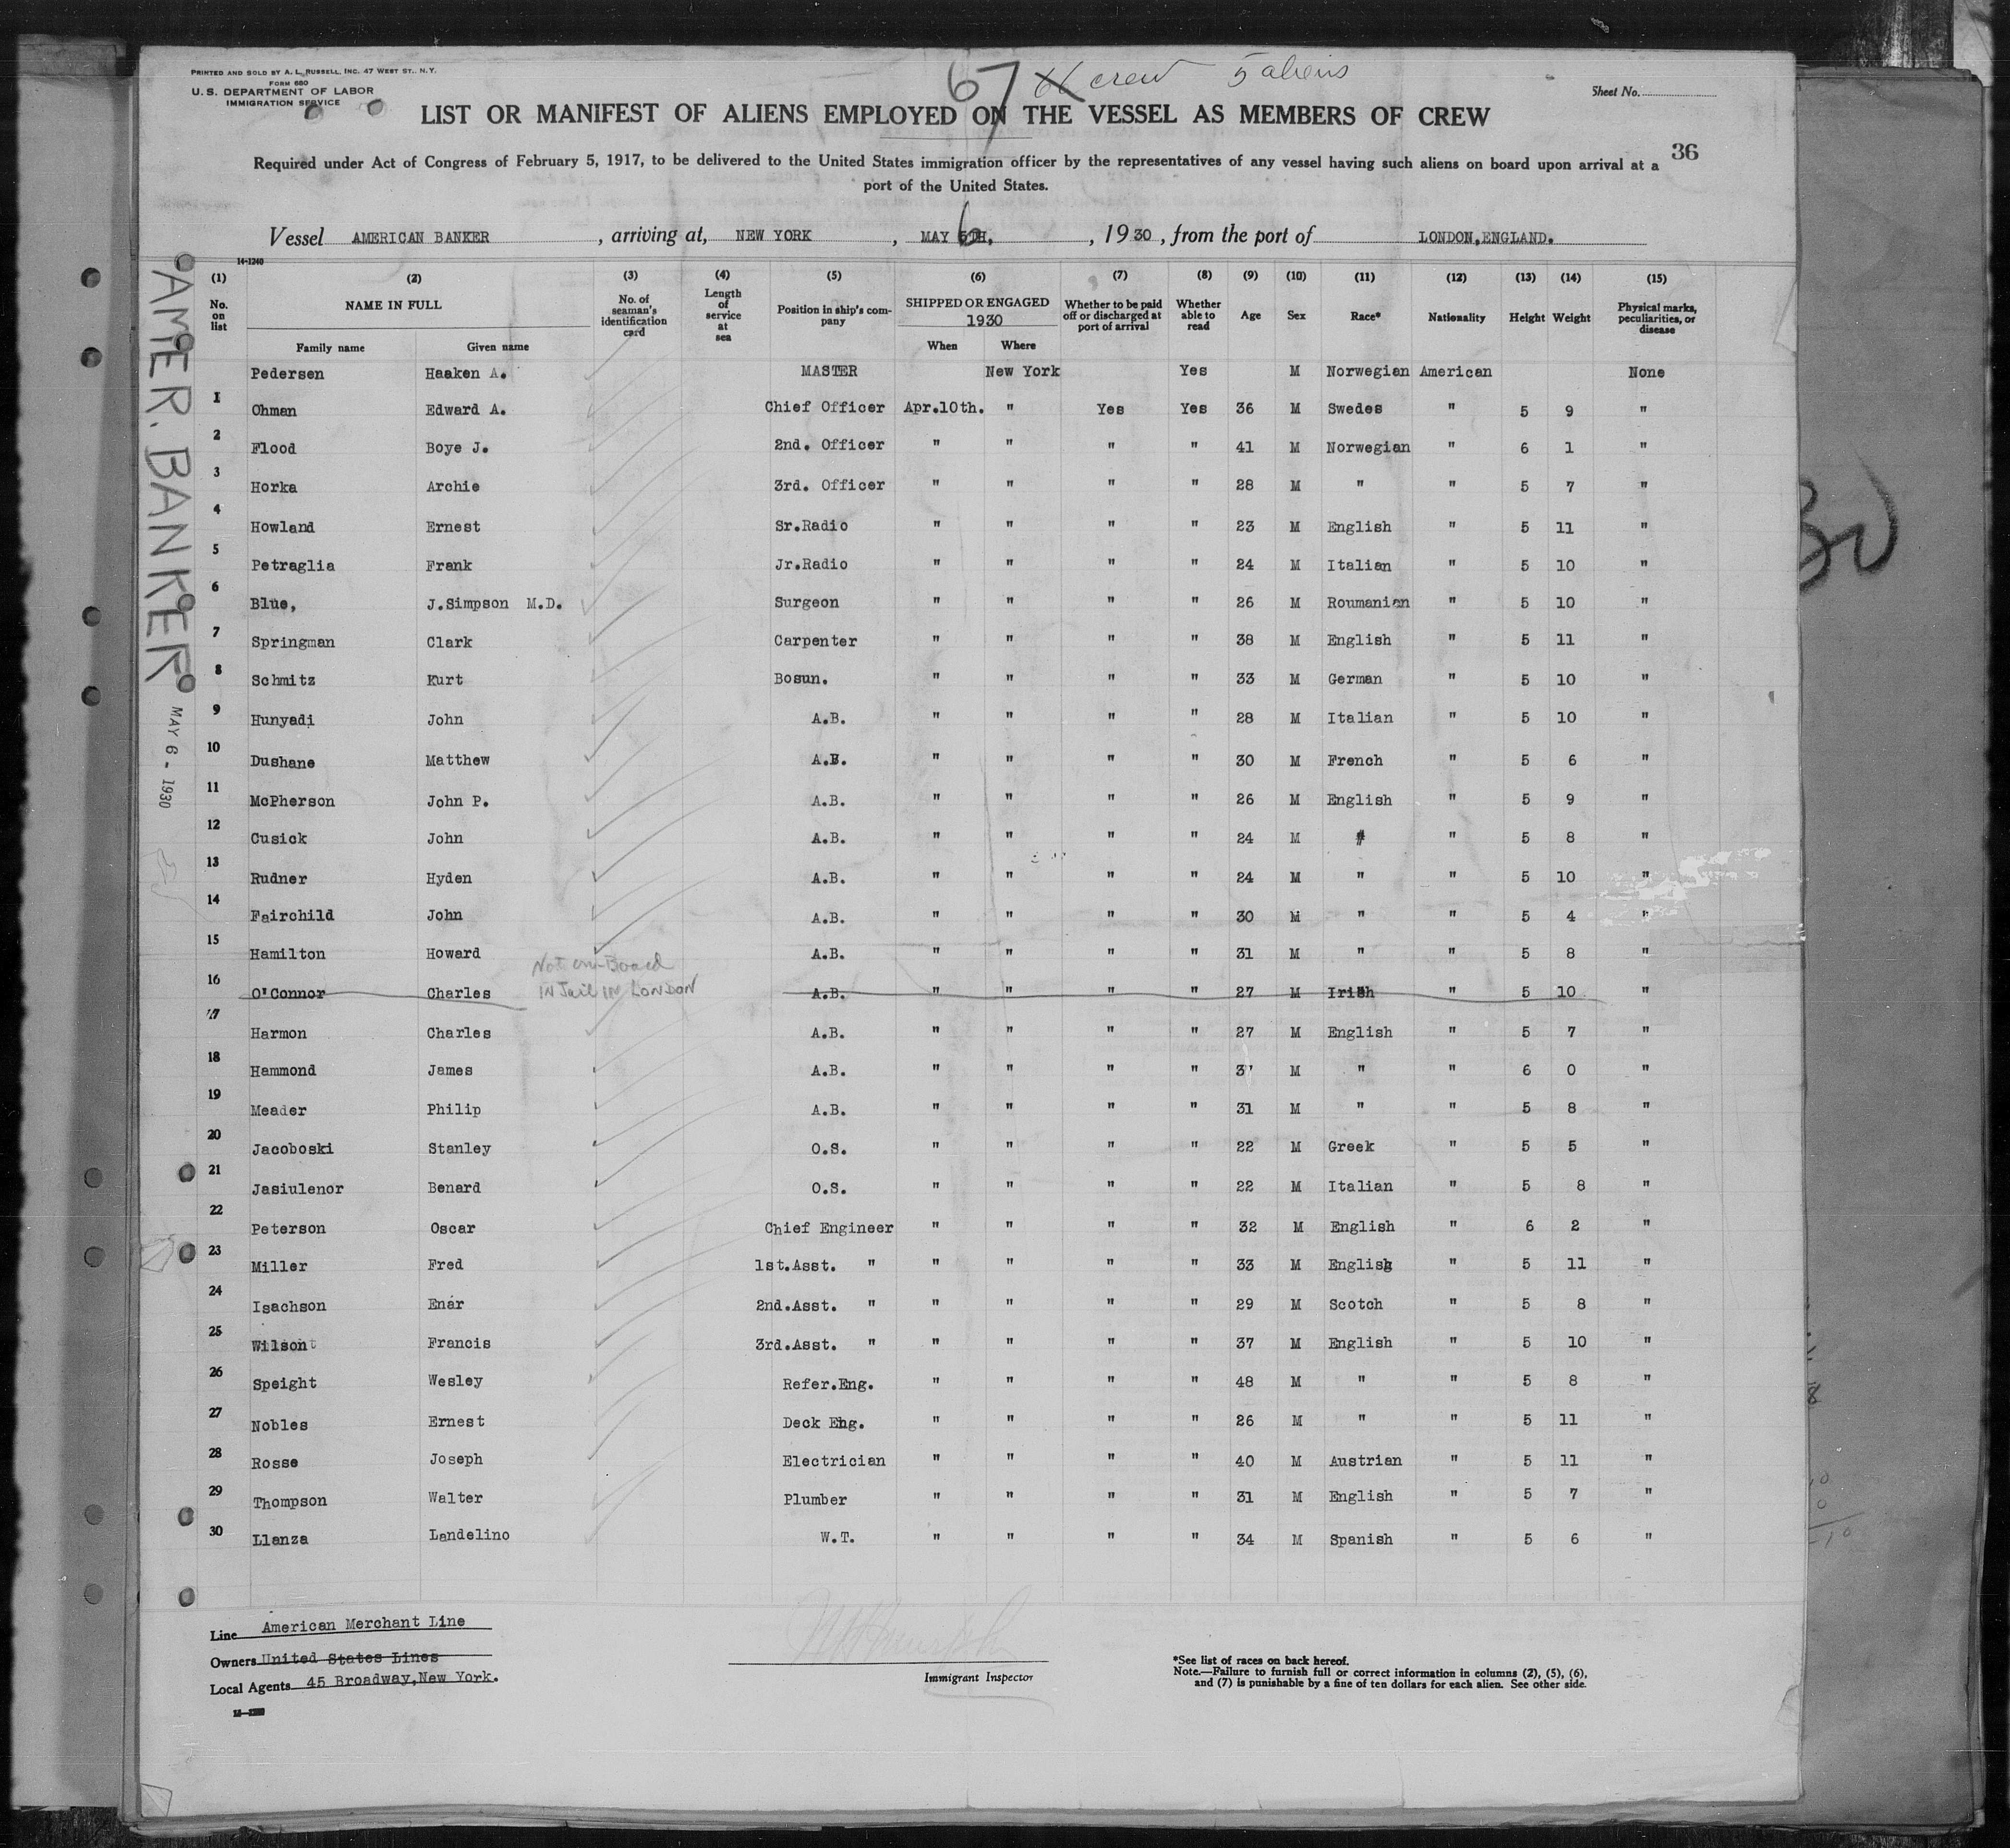 PRINTED AND SOLD BY A. L. RUSSELL, INC. 47 WEST ST., N.Y.
FORM 680
U. S. DEPARTMENT OF LABOR
IMMIGRATION SERVICE
67 crew 5 aliens
Sheet No.
LIST OR MANIFEST OF ALIENS EMPLOYED ON THE VESSEL AS MEMBERS OF CREW
36
Required under Act of Congress of February 5, 1917, to be delivered to the United States immigration officer by the representatives of any vessel having such aliens on board upon arrival at a
port of the United States.
Vessel AMERICAN BANKER, arriving at, NEW YORK, MAY 6TH, , 1930, from the port of LONDON, ENGLAND.
AMER. BANKER MAY 6 - 1930
14-1240
(1) (2) (3) (4) (5) (6) (7) (8) (9) (10) (11) (12) (13) (14) (15)
No. on list NAME IN FULL No. of seaman's identification card Length of service at sea Position in ship's company SHIPPED OR ENGAGED 1930 Whether to be paid off or discharged at port of arrival Whether able to read Age Sex Race* Nationality Height Weight Physical marks, peculiarities, or disease
Family name Given name When Where
Pedersen Haaken A. MASTER New York Yes M Norwegian American None
1 Ohman Edward A. Chief Officer Apr.10th. " Yes Yes 36 M Swedes " 5 9 "
2 Flood Boye J. 2nd. Officer " " " " 41 M Norwegian " 6 1 "
3 Horka Archie 3rd. Officer " " " " 28 M " " 5 7 "
4 Howland Ernest Sr.Radio " " " " 23 M English " 5 11 "
5 Petraglia Frank Jr.Radio " " " " 24 M Italian " 5 10 "
6 Blue, J.Simpson M.D. Surgeon " " " " 26 M Roumanian " 5 10 "
7 Springman Clark Carpenter " " " " 38 M English " 5 11 "
8 Schmitz Kurt Bosun. " " " " 33 M German " 5 10 "
9 Hunyadi John A.B. " " " " 28 M Italian " 5 10 "
10 Dushane Matthew A.B. " " " " 30 M French " 5 6 "
11 McPherson John P. A.B. " " " " 26 M English " 5 9 "
12 Cusick John A.B. " " " " 24 M " " 5 8 "
13 Rudner Hyden A.B. " " " " 24 M " " 5 10 "
14 Fairchild John A.B. " " " " 30 M " " 5 4 "
15 Hamilton Howard A.B. " " " " 31 M " " 5 8 "
Not on Board
IN Jail IN LONDON
16 O'Connor Charles A.B. " " " " 27 M Irish " 5 10 "
17 Harmon Charles A.B. " " " " 27 M English " 5 7 "
18 Hammond James A.B. " " " " 37 M " " 6 0 "
19 Meader Philip A.B. " " " " 31 M " " 5 8 "
20 Jacoboski Stanley O.S. " " " " 22 M Greek " 5 5 "
21 Jasiulenor Benard O.S. " " " " 22 M Italian " 5 8 "
22 Peterson Oscar Chief Engineer " " " " 32 M English " 6 2 "
23 Miller Fred 1st.Asst. " " " " " 33 M English " 5 11 "
24 Isachson Enar 2nd.Asst. " " " " " 29 M Scotch " 5 8 "
25 Wilson Francis 3rd.Asst. " " " " " 37 M English " 5 10 "
26 Speight Wesley Refer.Eng. " " " " 48 M " " 5 8 "
27 Nobles Ernest Deck Eng. " " " " 26 M " " 5 11 "
28 Rosse Joseph Electrician " " " " 40 M Austrian " 5 11 "
29 Thompson Walter Plumber " " " " 31 M English " 5 7 "
30 Llanza Landelino W.T. " " " " 34 M Spanish " 5 6 "
Line American Merchant Line
Owners United States Lines
Local Agents 45 Broadway, New York.
Immigrant Inspector
*See list of races on back hereof.
Note.—Failure to furnish full or correct information in columns (2), (5), (6),
and (7) is punishable by a fine of ten dollars for each alien. See other side.